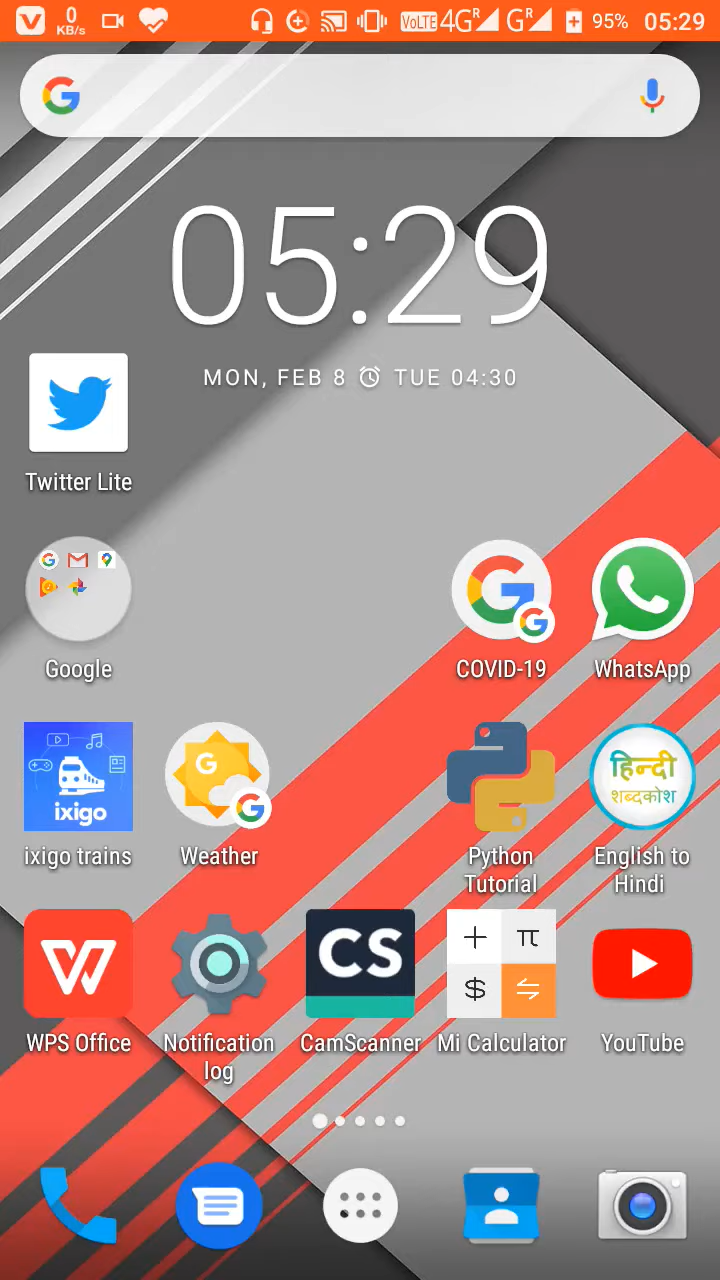 0 KB/s VoLTE 4G R G R 95% 05:29
05:29
MON, FEB 8 TUE 04:30
Twitter Lite
Google COVID-19 WhatsApp
ixigo
हिन्दी
शब्दकोश
ixigo trains Weather Python Tutorial English to Hindi
CS + π
$
WPS Office Notification log CamScanner Mi Calculator YouTube